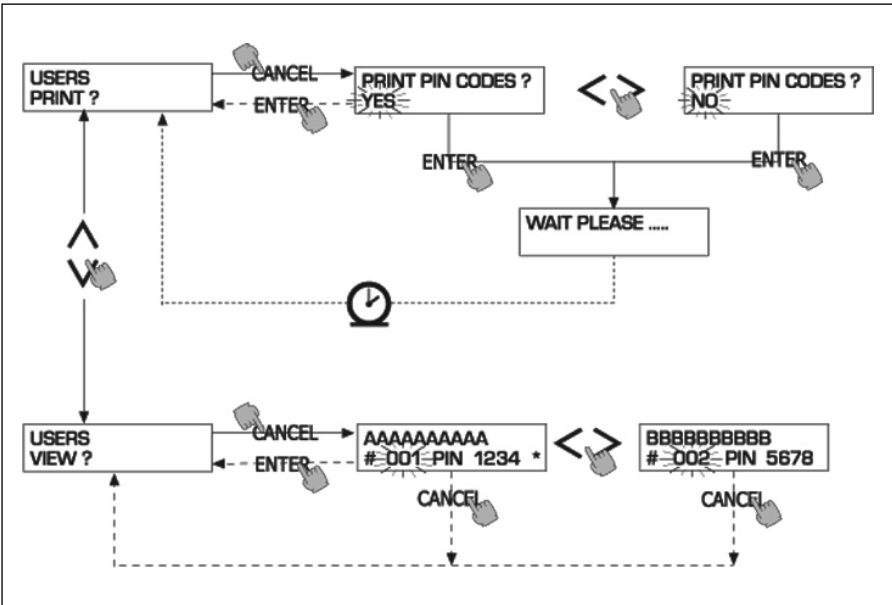 USERS
PRINT ?
CANCEL
ENTER
PRINT PIN CODES ?
YES
< >
PRINT PIN CODES ?
NO
ENTER
ENTER
WAIT PLEASE .....
USERS
VIEW ?
CANCEL
ENTER
AAAAAAAAAA
# 001 PIN 1234 *
< >
BBBBBBBBBB
# 002 PIN 5678
CANCEL
CANCEL